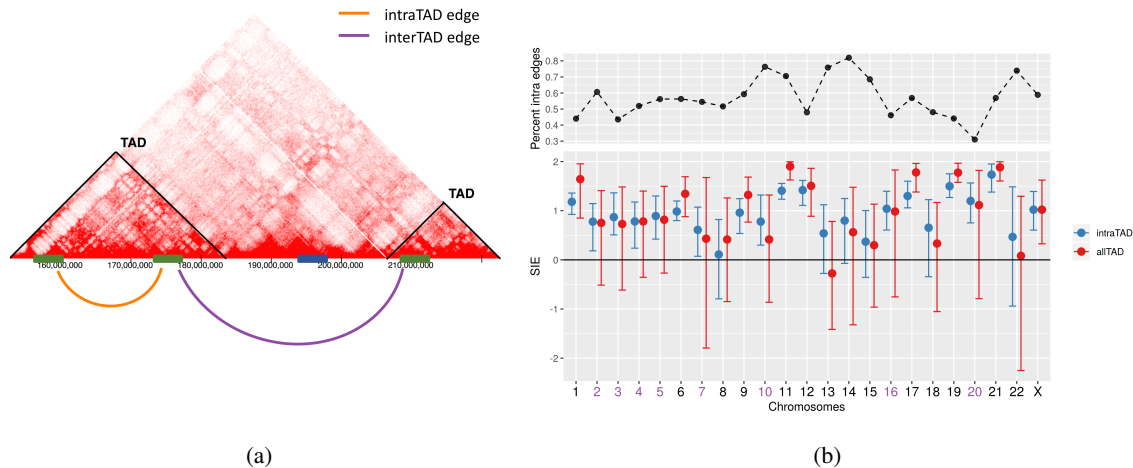 intraTAD edge
interTAD edge
TAD
TAD
160,000,000 170,000,000 180,000,000 190,000,000 200,000,000 210,000,000
(a)
Percent intra edges
0.8
0.7
0.6
0.5
0.4
0.3
SIE
2
1
0
-1
-2
1 2 3 4 5 6 7 8 9 10 11 12 13 14 15 16 17 18 19 20 21 22 X
Chromosomes
intraTAD
allTAD
(b)